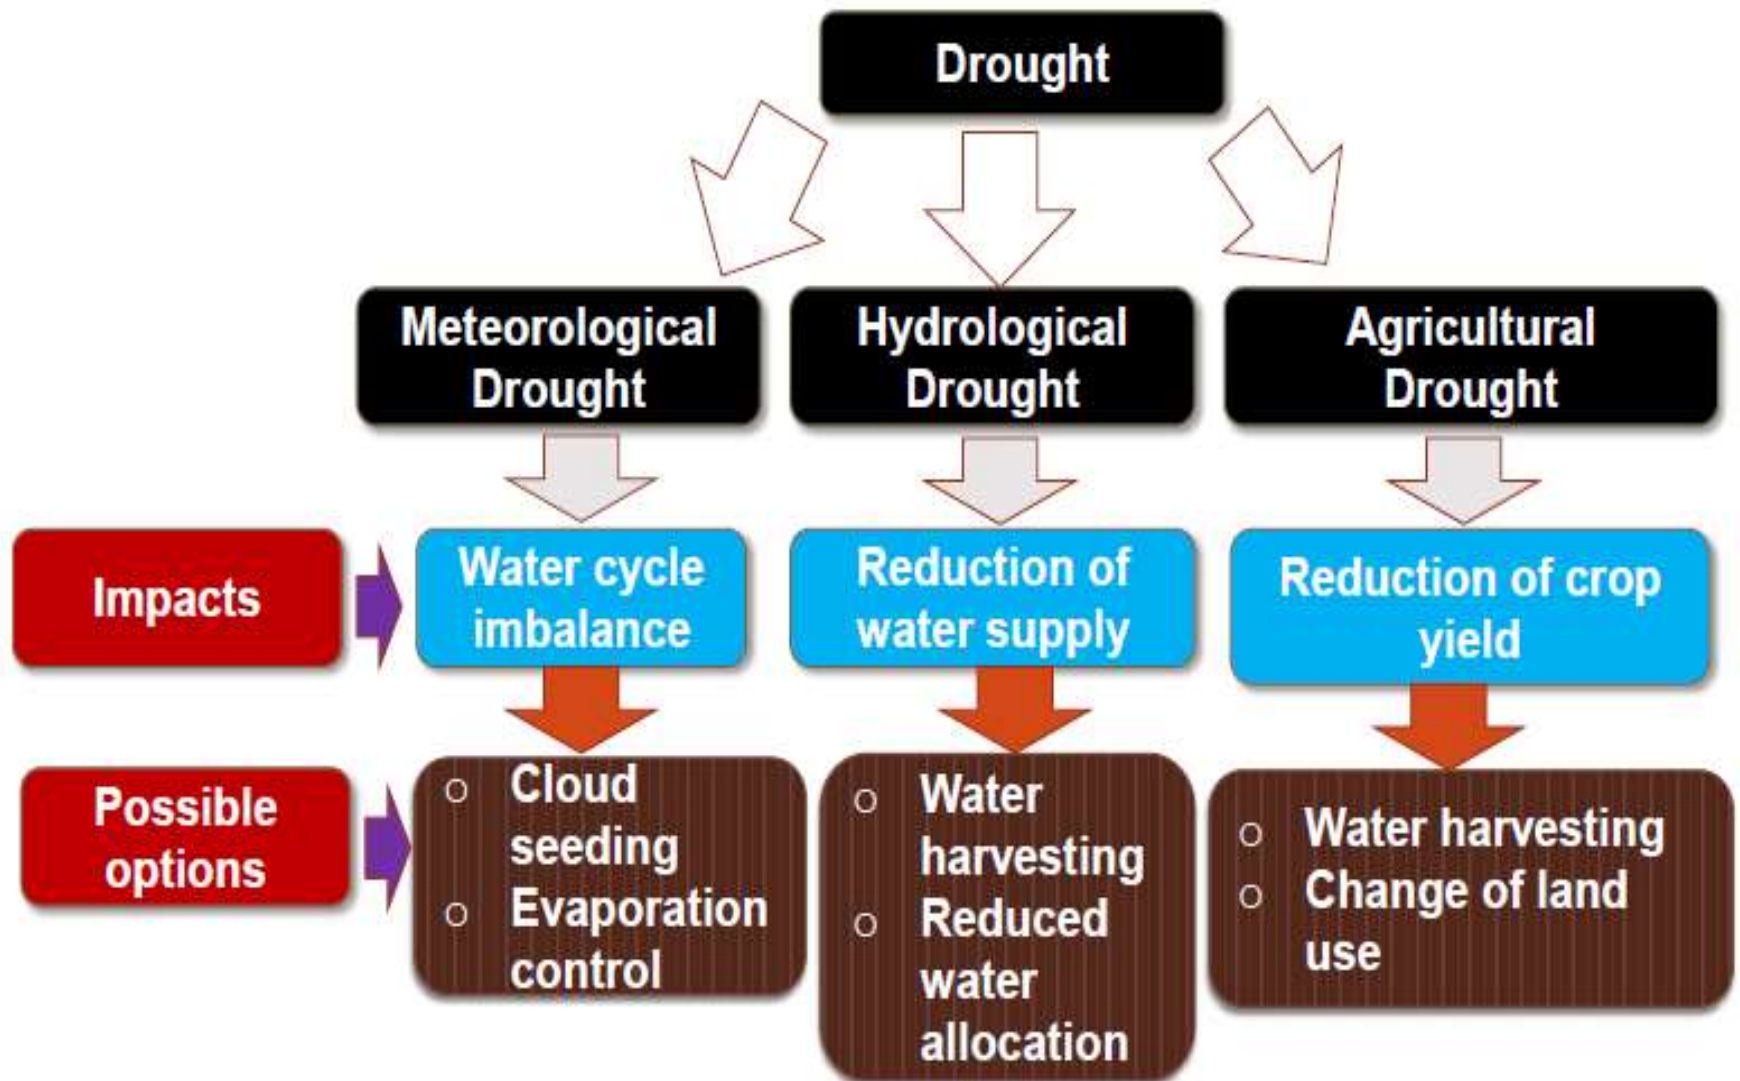 Drought
Meteorological
Drought
Hydrological
Drought
Agricultural
Drought
Impacts
Water cycle
imbalance
Reduction of
water supply
Reduction of crop
yield
Possible
options
o Cloud
seeding
o Evaporation
control
o Water
harvesting
o Reduced
water
allocation
o Water harvesting
o Change of land
use